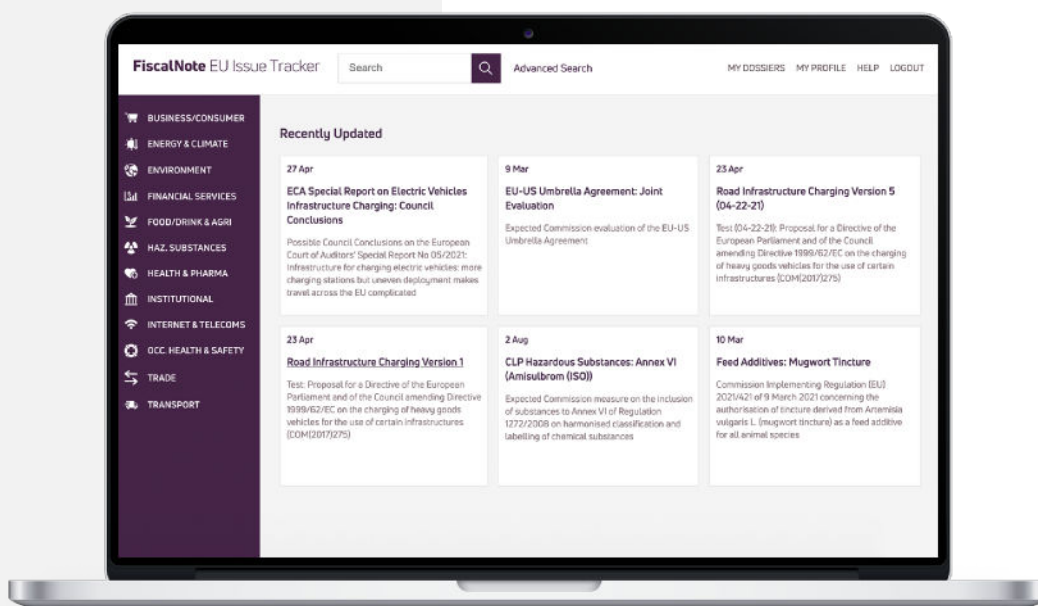 FiscalNote EU Issue Tracker
Search
Advanced Search
MY DOSSIERS MY PROFILE HELP LOGOUT
BUSINESS/CONSUMER
ENERGY & CLIMATE
ENVIRONMENT
FINANCIAL SERVICES
FOOD/DRINK & AGRI
HAZ. SUBSTANCES
HEALTH & PHARMA
INSTITUTIONAL
INTERNET & TELECOMS
OCC. HEALTH & SAFETY
TRADE
TRANSPORT
Recently Updated
27 Apr
ECA Special Report on Electric Vehicles
Infrastructure Charging: Council
Conclusions
Possible Council Conclusions on the European
Court of Auditors' Special Report No 05/2021:
Infrastructure for charging electric vehicles: more
charging stations but uneven deployment makes
travel across the EU complicated
9 Mar
EU-US Umbrella Agreement: Joint
Evaluation
Expected Commission evaluation of the EU-US
Umbrella Agreement
23 Apr
Road Infrastructure Charging Version 5
(04-22-21)
Test (04-22-21): Proposal for a Directive of the
European Parliament and of the Council
amending Directive 1999/62/EC on the charging
of heavy goods vehicles for the use of certain
infrastructures (COM(2017)275)
23 Apr
Road Infrastructure Charging Version 1
Test: Proposal for a Directive of the European
Parliament and of the Council amending Directive
1999/62/EC on the charging of heavy goods
vehicles for the use of certain infrastructures
(COM(2017)275)
2 Aug
CLP Hazardous Substances: Annex VI
(Amisulbrom (ISO))
Expected Commission measure on the inclusion
of substances to Annex VI of Regulation
1272/2008 on harmonised classification and
labelling of chemical substances
10 Mar
Feed Additives: Mugwort Tincture
Commission Implementing Regulation (EU)
2021/421 of 9 March 2021 concerning the
authorisation of tincture derived from Artemisia
vulgaris L. (mugwort tincture) as a feed additive
for all animal species